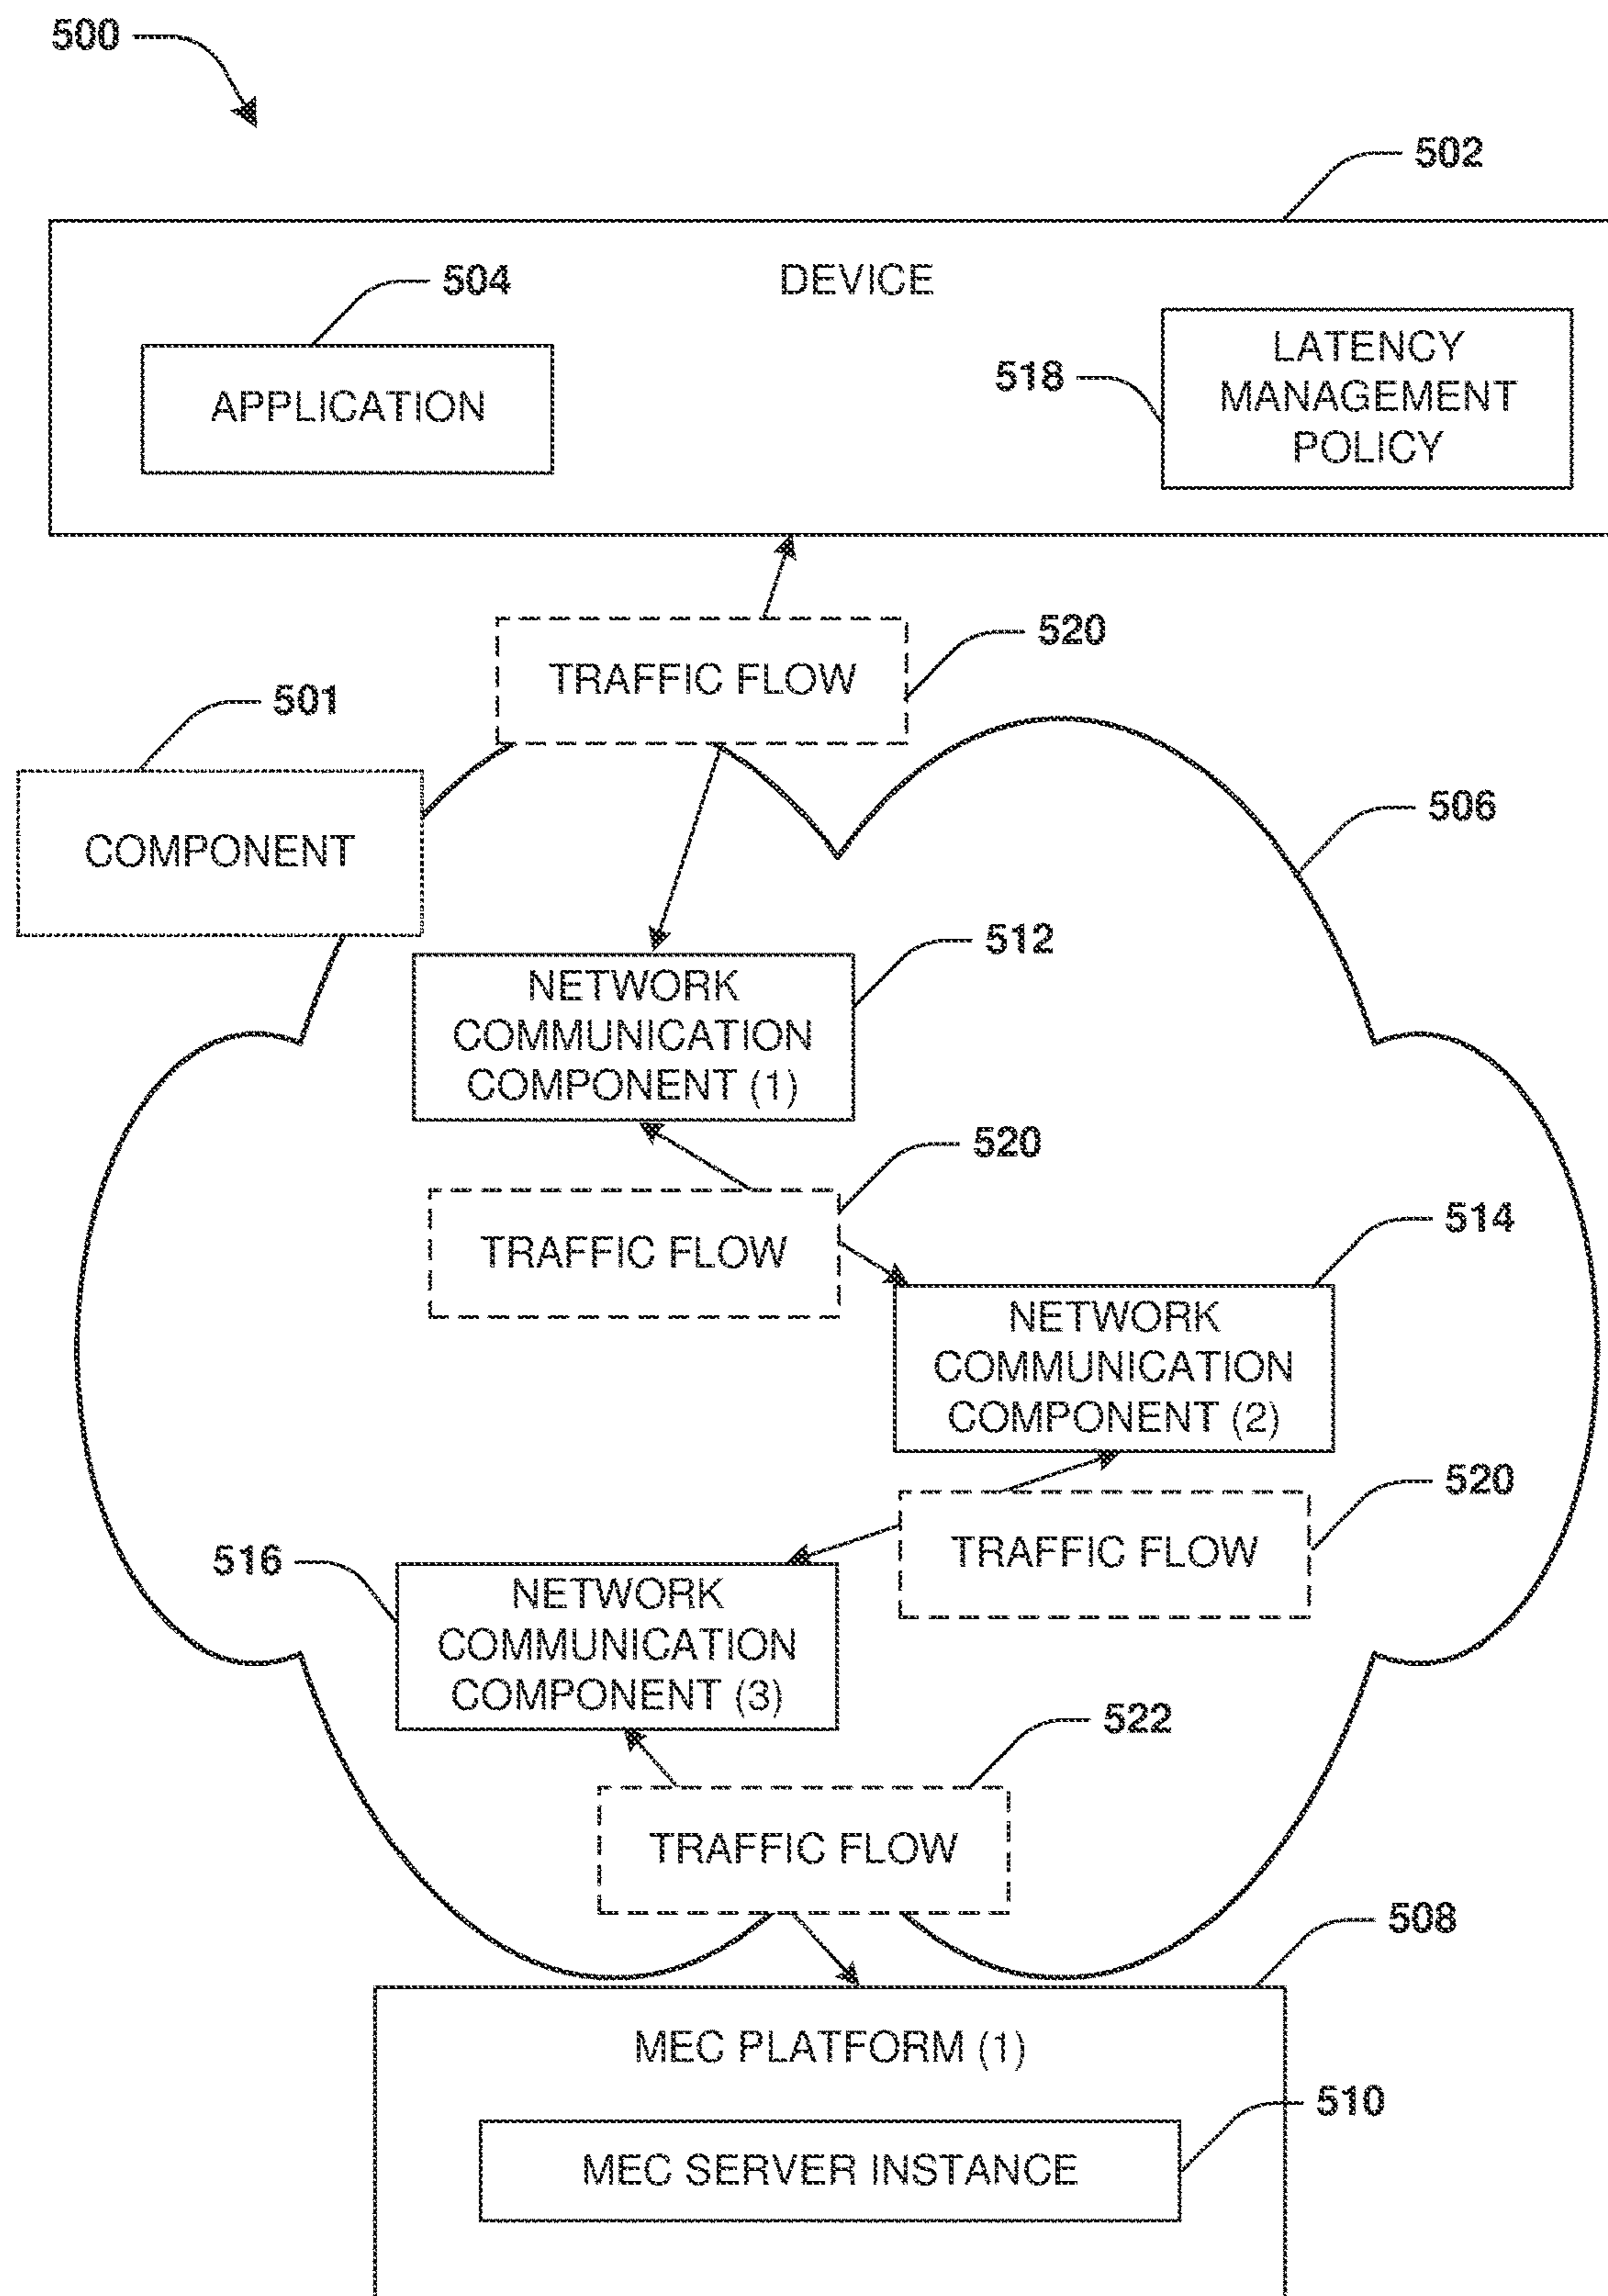 500
502
DEVICE
504
APPLICATION
518
LATENCY
MANAGEMENT
POLICY
520
TRAFFIC FLOW
501
COMPONENT
506
512
NETWORK
COMMUNICATION
COMPONENT (1)
520
TRAFFIC FLOW
514
NETWORK
COMMUNICATION
COMPONENT (2)
520
TRAFFIC FLOW
516
NETWORK
COMMUNICATION
COMPONENT (3)
522
TRAFFIC FLOW
508
MEC PLATFORM (1)
510
MEC SERVER INSTANCE